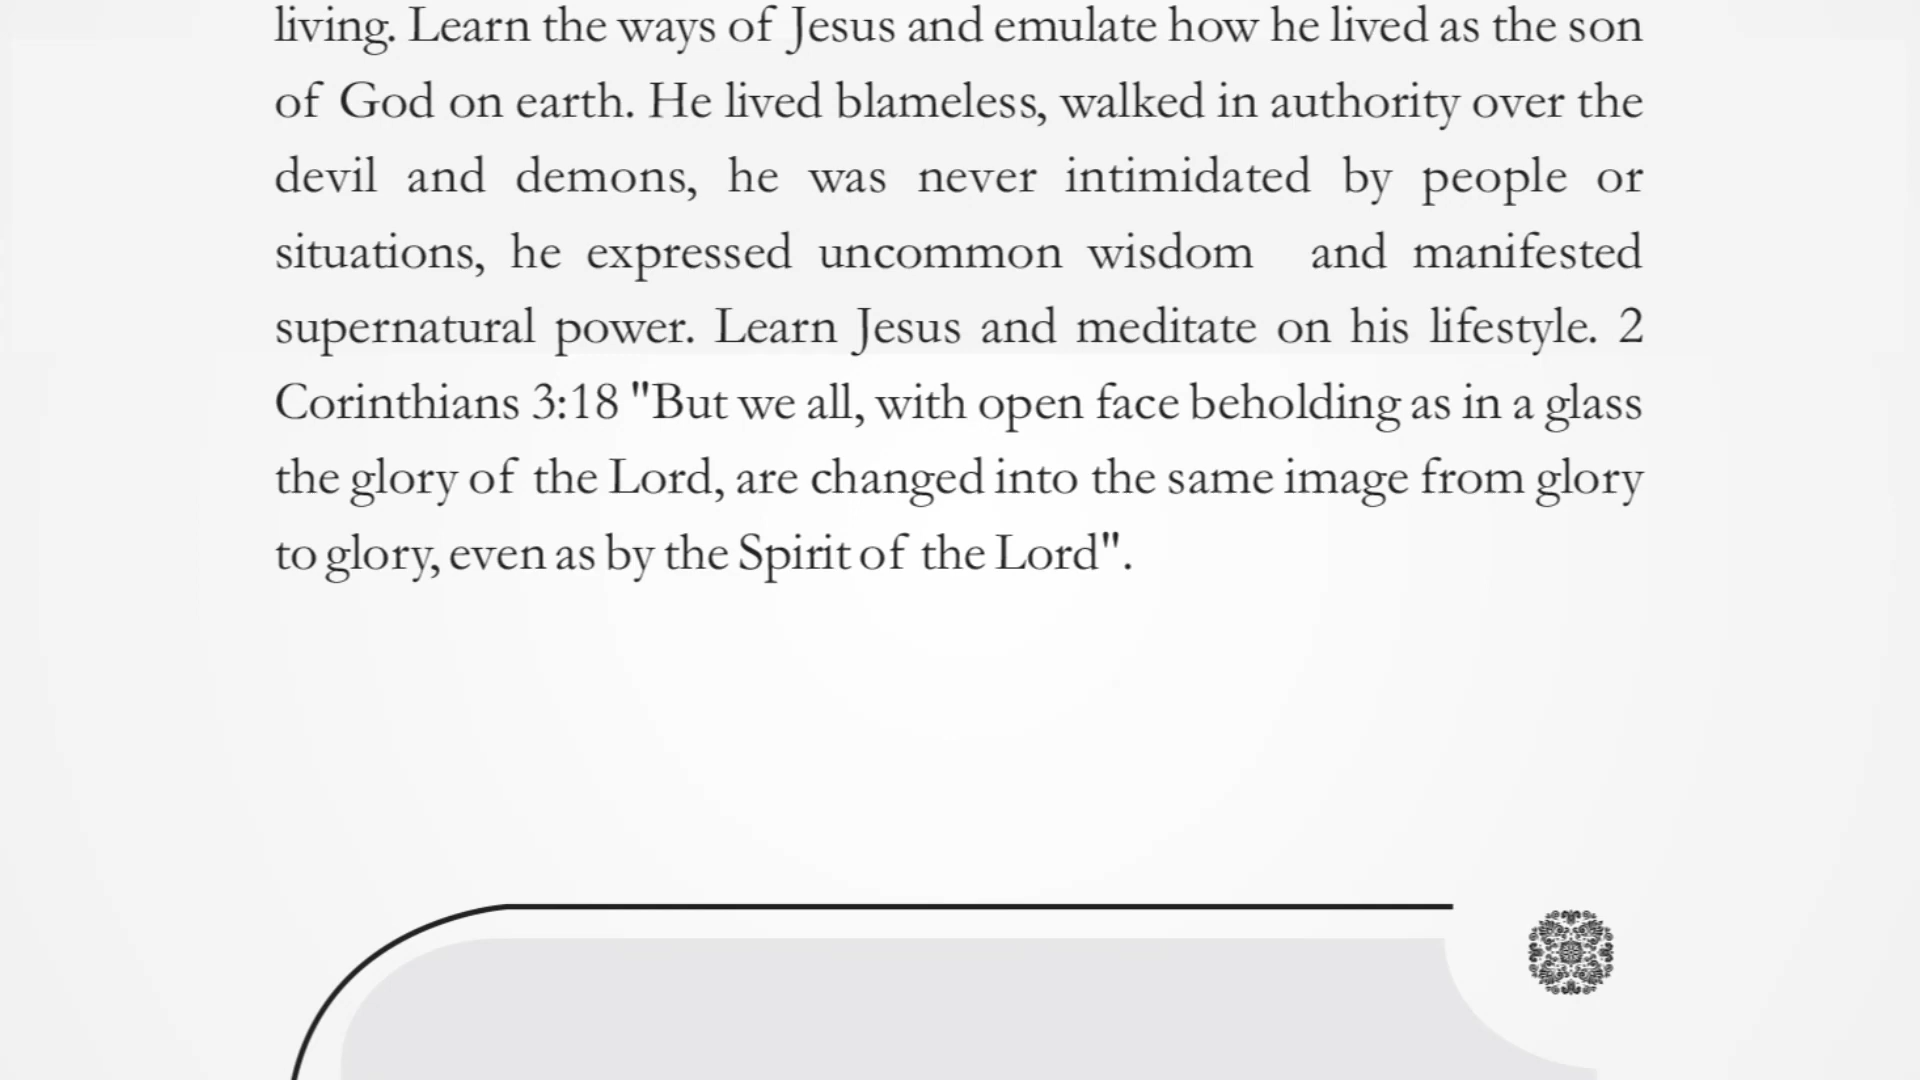 living. Learn the ways of Jesus and emulate how he lived as the son
of God on earth. He lived blameless, walked in authority over the
devil and demons, he was never intimidated by people or
situations, he expressed uncommon wisdom and manifested
supernatural power. Learn Jesus and meditate on his lifestyle. 2
Corinthians 3:18 "But we all, with open face beholding as in a glass
the glory of the Lord, are changed into the same image from glory
to glory, even as by the Spirit of the Lord".